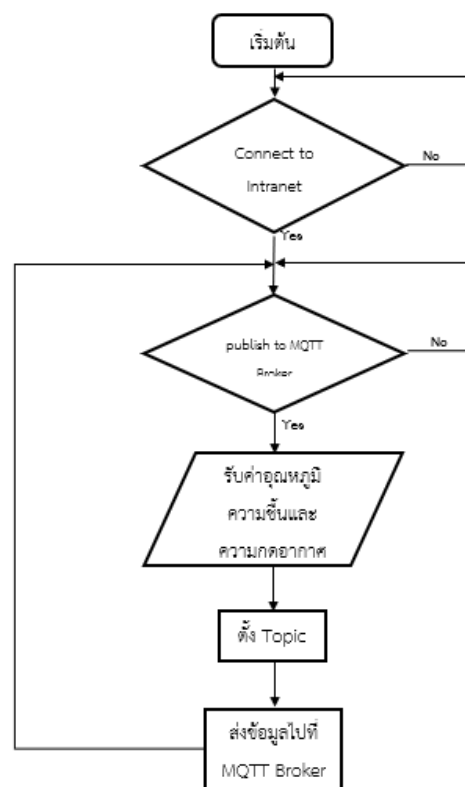 เริ่มต้น
Connect to
Intranet
No
Yes
publish to MQTT
Broker
No
Yes
รับค่าอุณหภูมิ
ความชื้นและ
ความกดอากาศ
ตั้ง Topic
ส่งข้อมูลไปที่
MQTT Broker